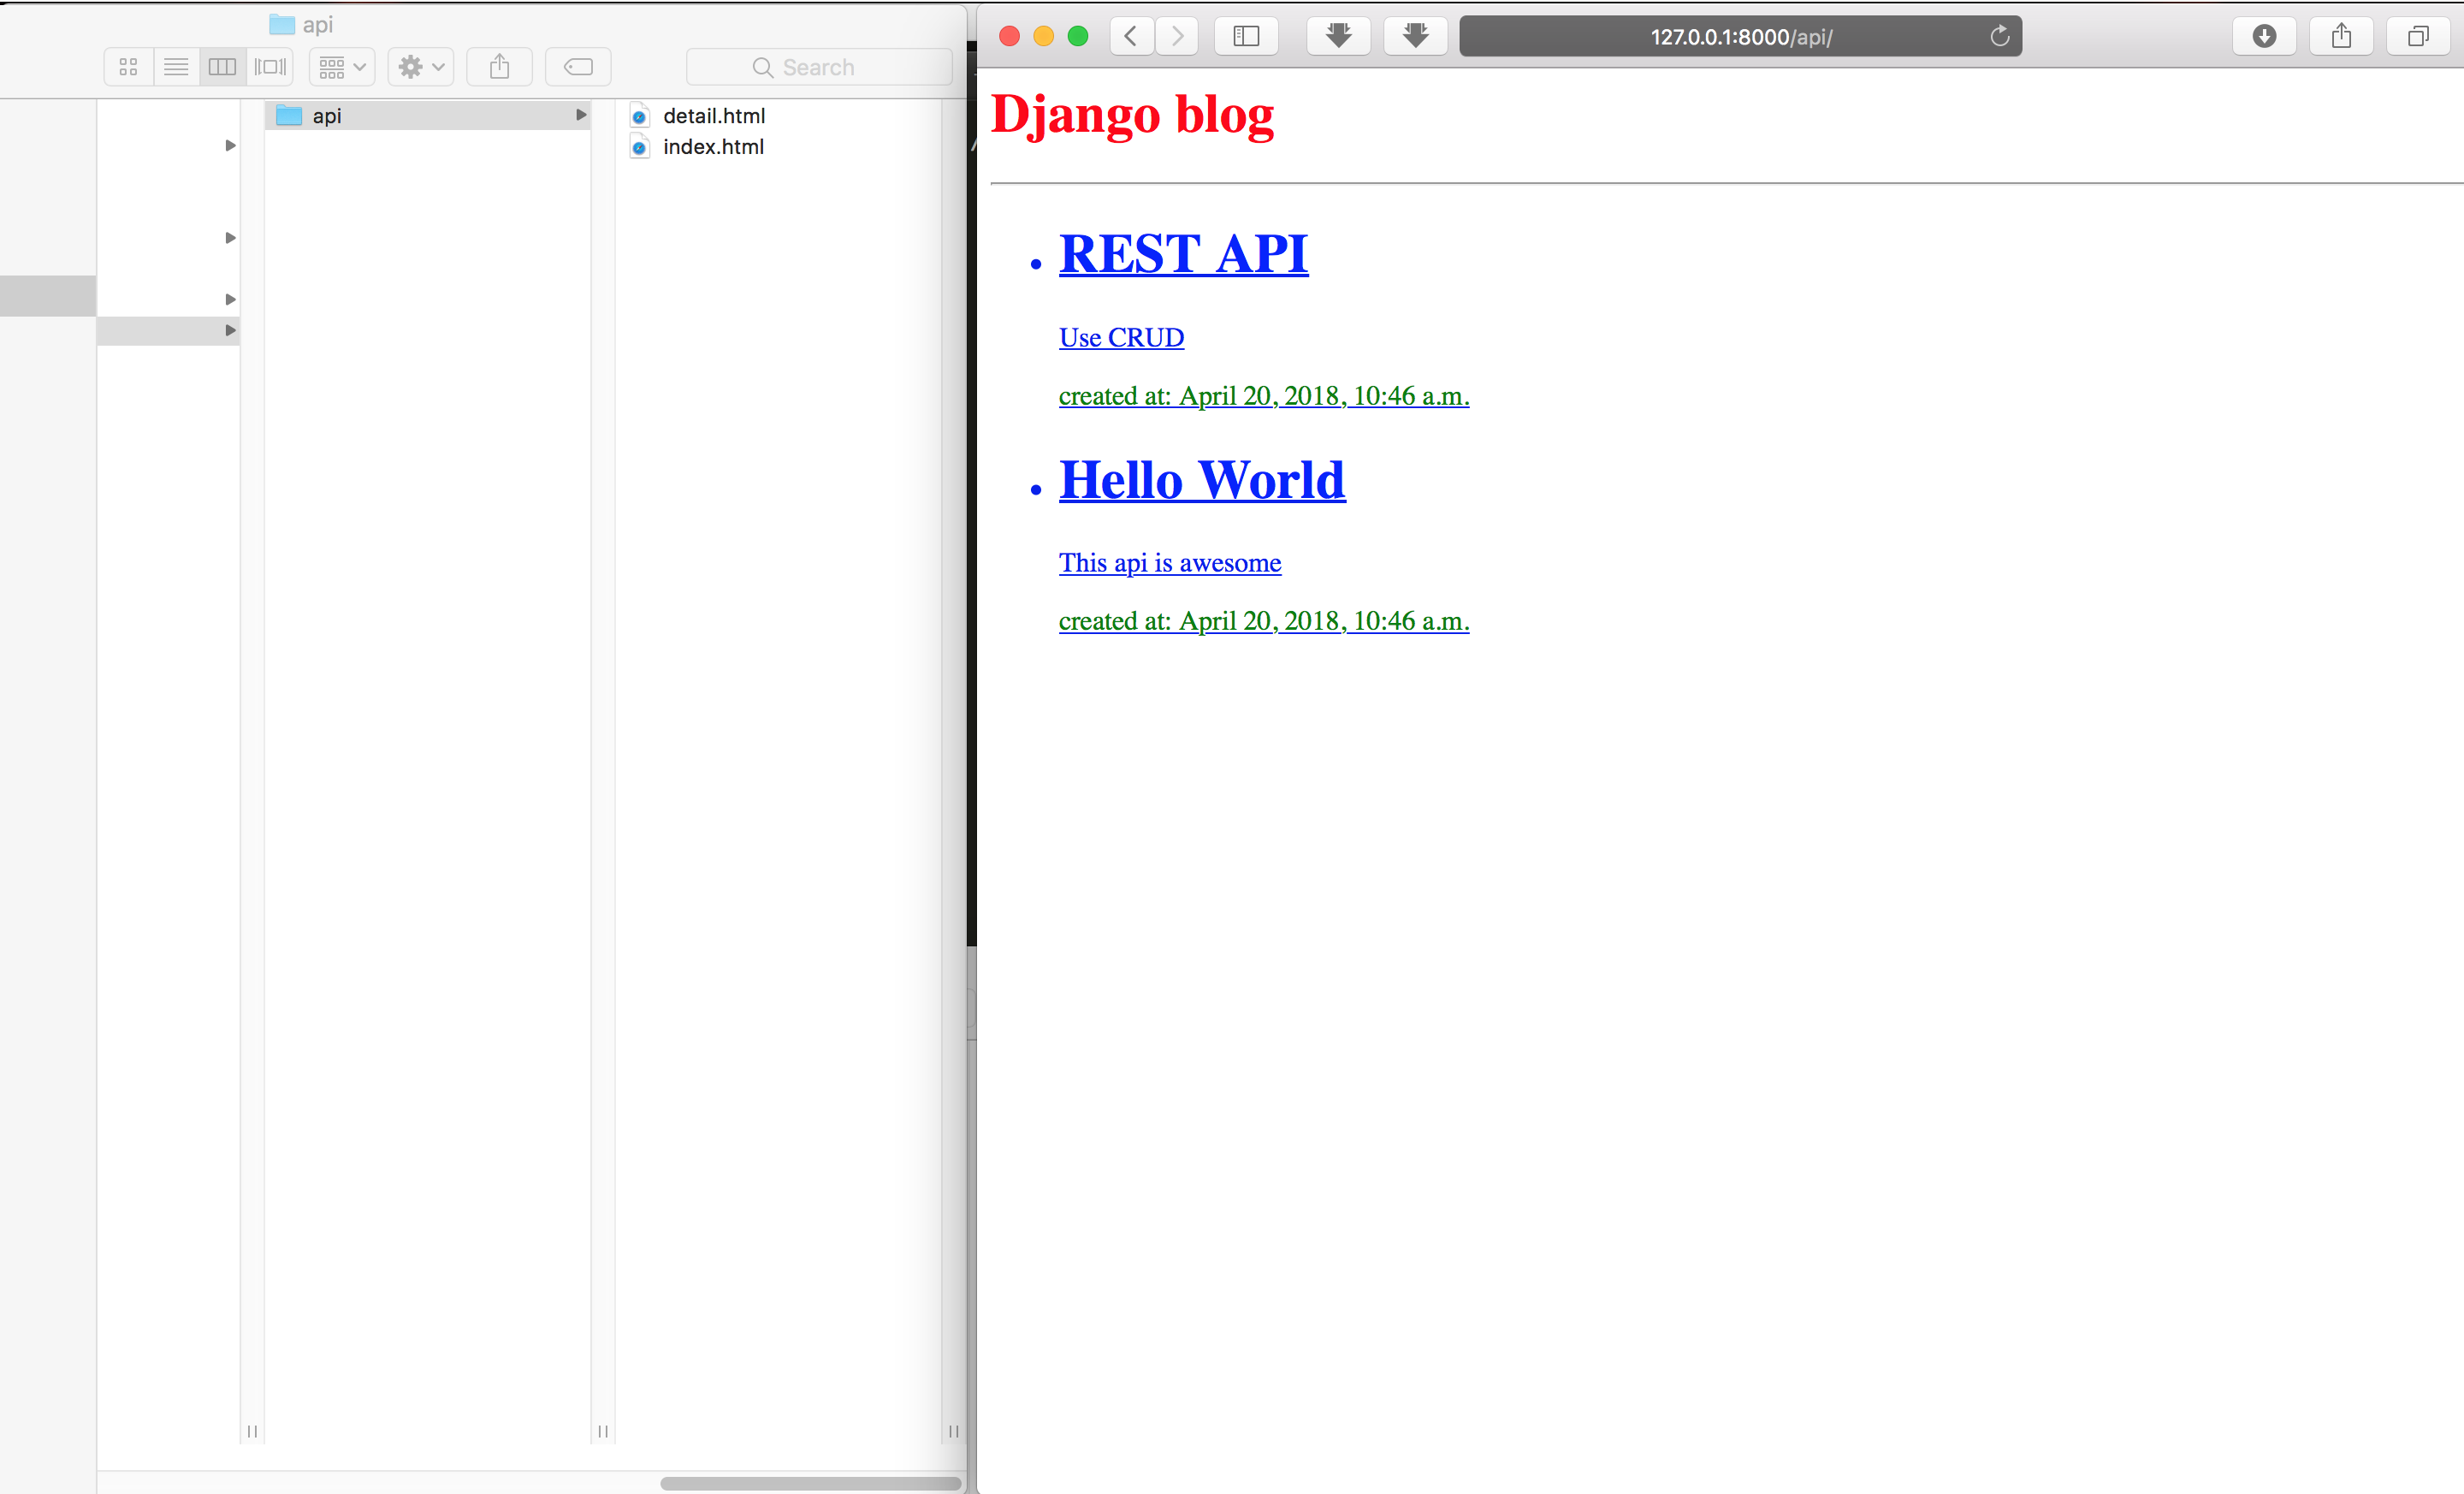 api
Search
api
detail.html
index.html
127.0.0.1:8000/api/
Django blog
REST API
Use CRUD
created at: April 20, 2018, 10:46 a.m.
Hello World
This api is awesome
created at: April 20, 2018, 10:46 a.m.